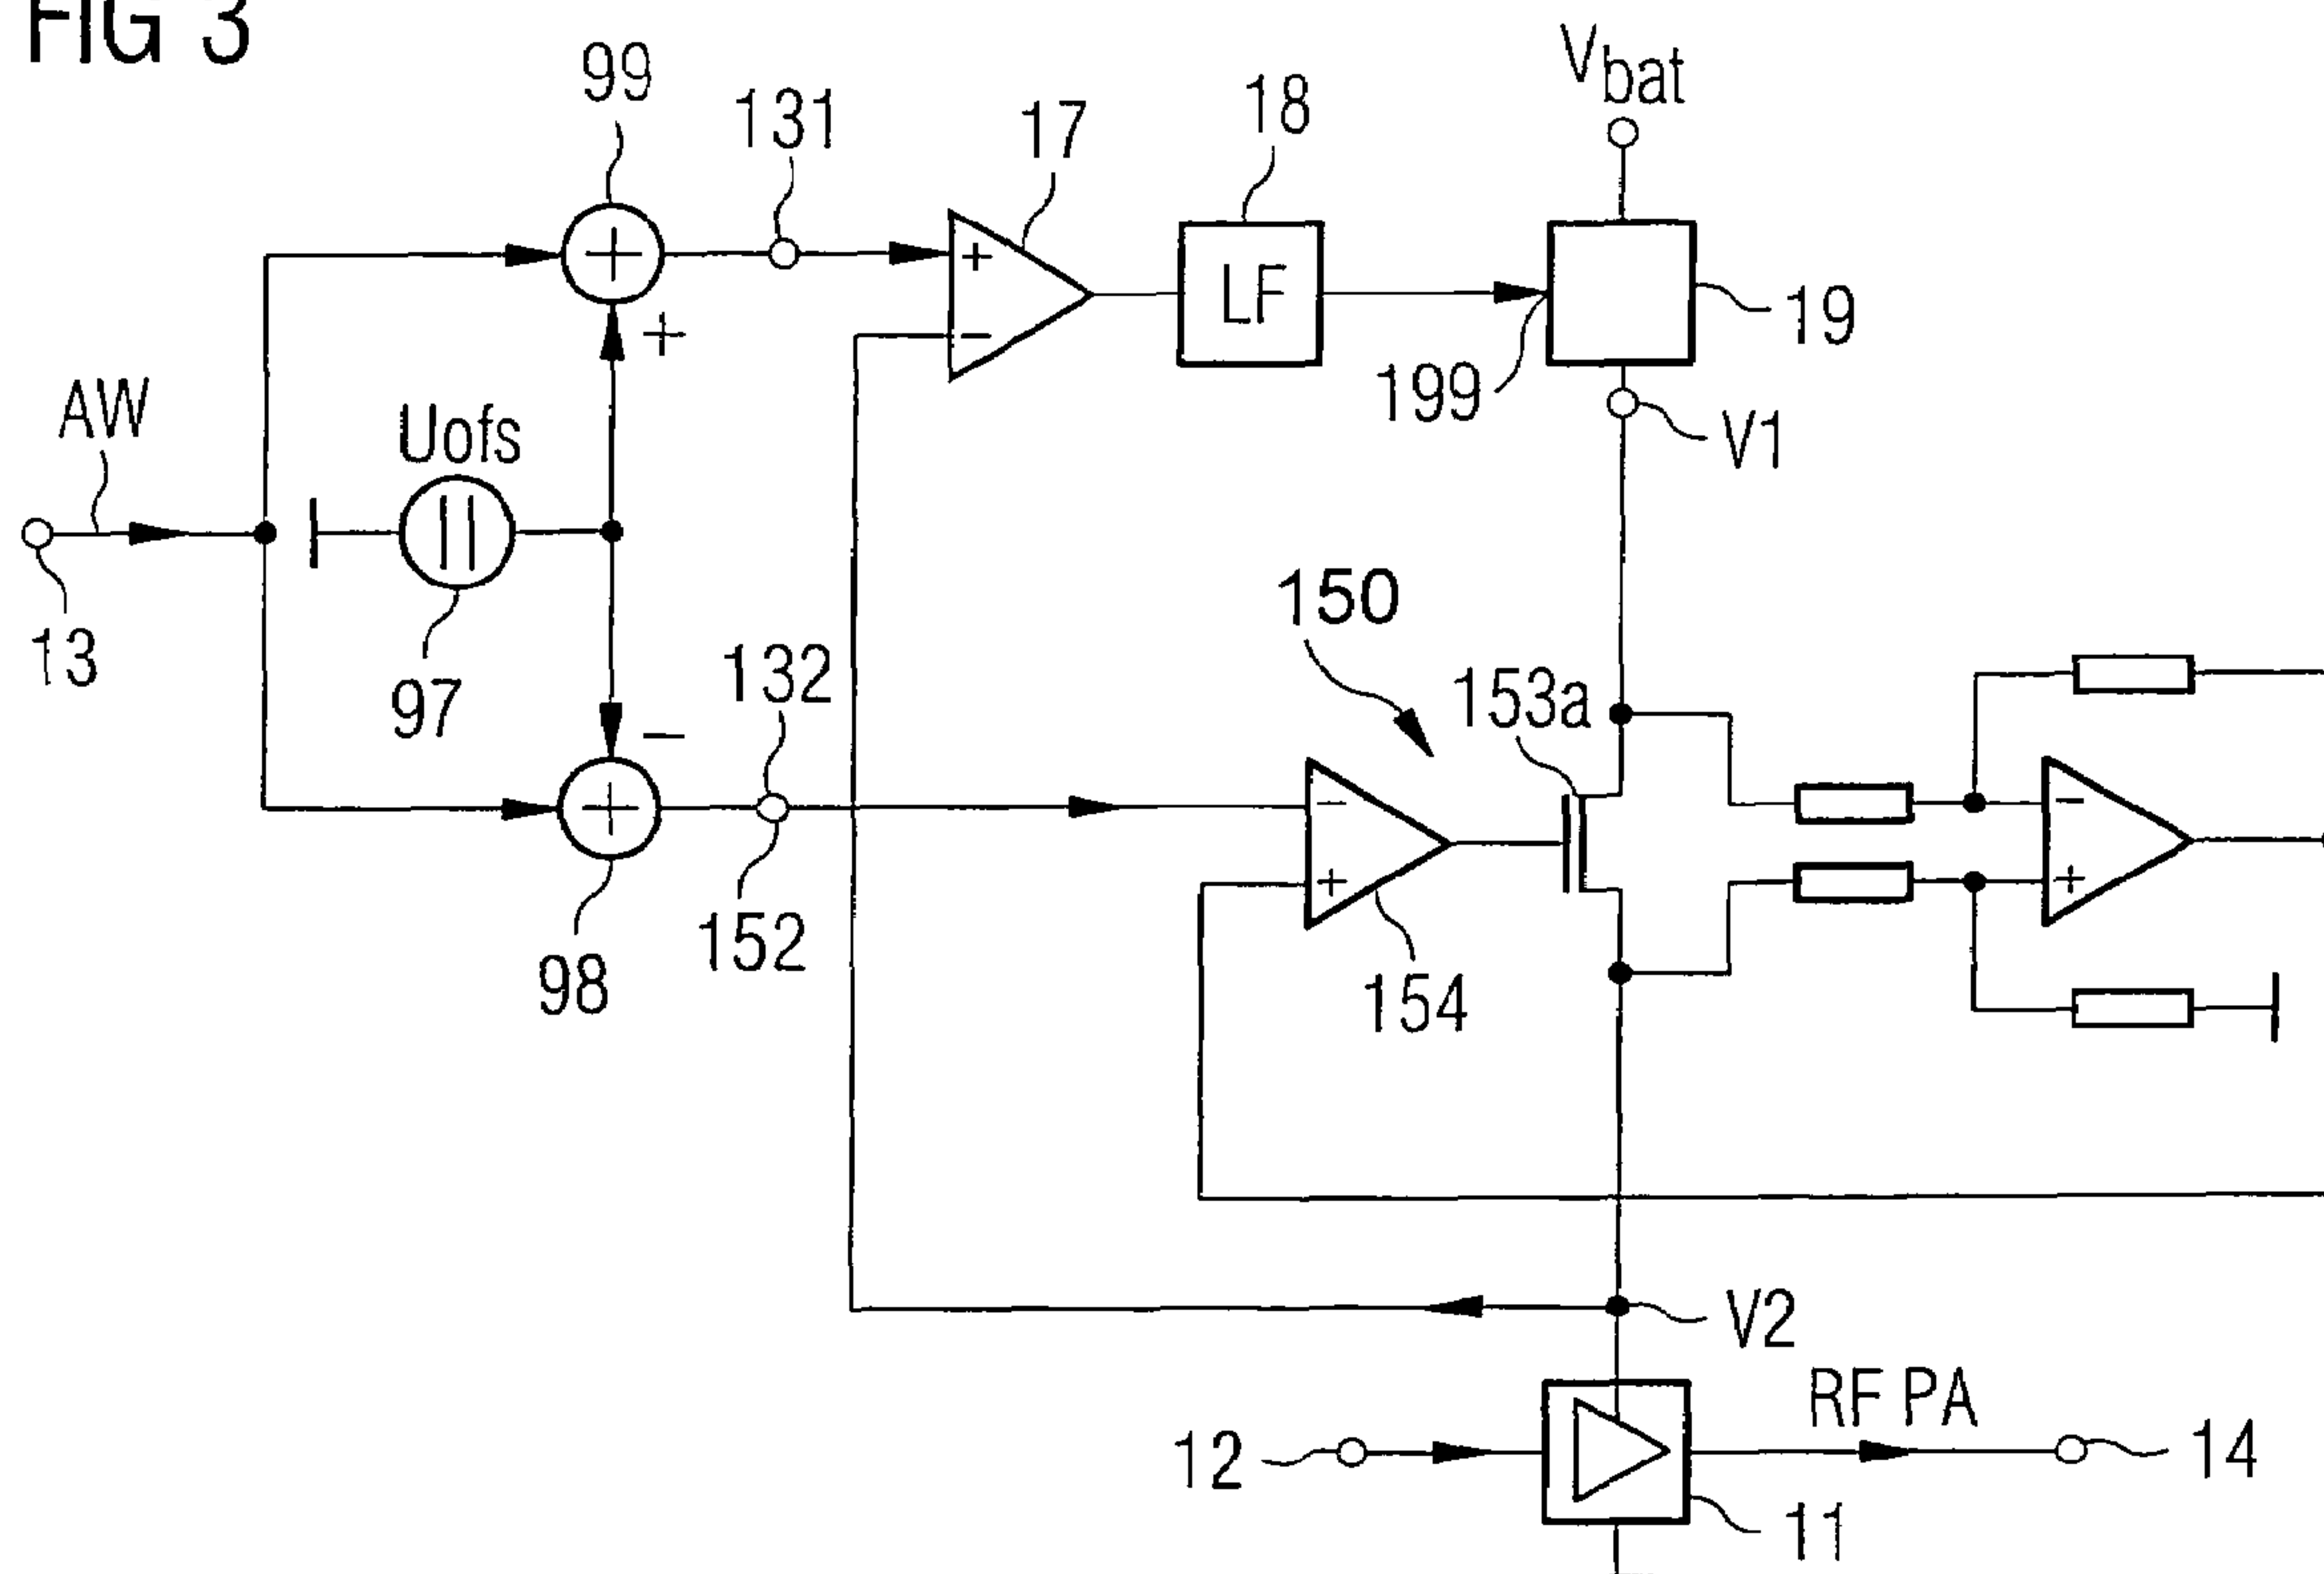 FIG 3
99
131
17
18
Vbat
+
+
+
−
LF
199
19
V1
AW
Uofs
13
97
132
−
+
152
98
150
153a
−
+
154
−
+
V2
RF PA
12
14
11